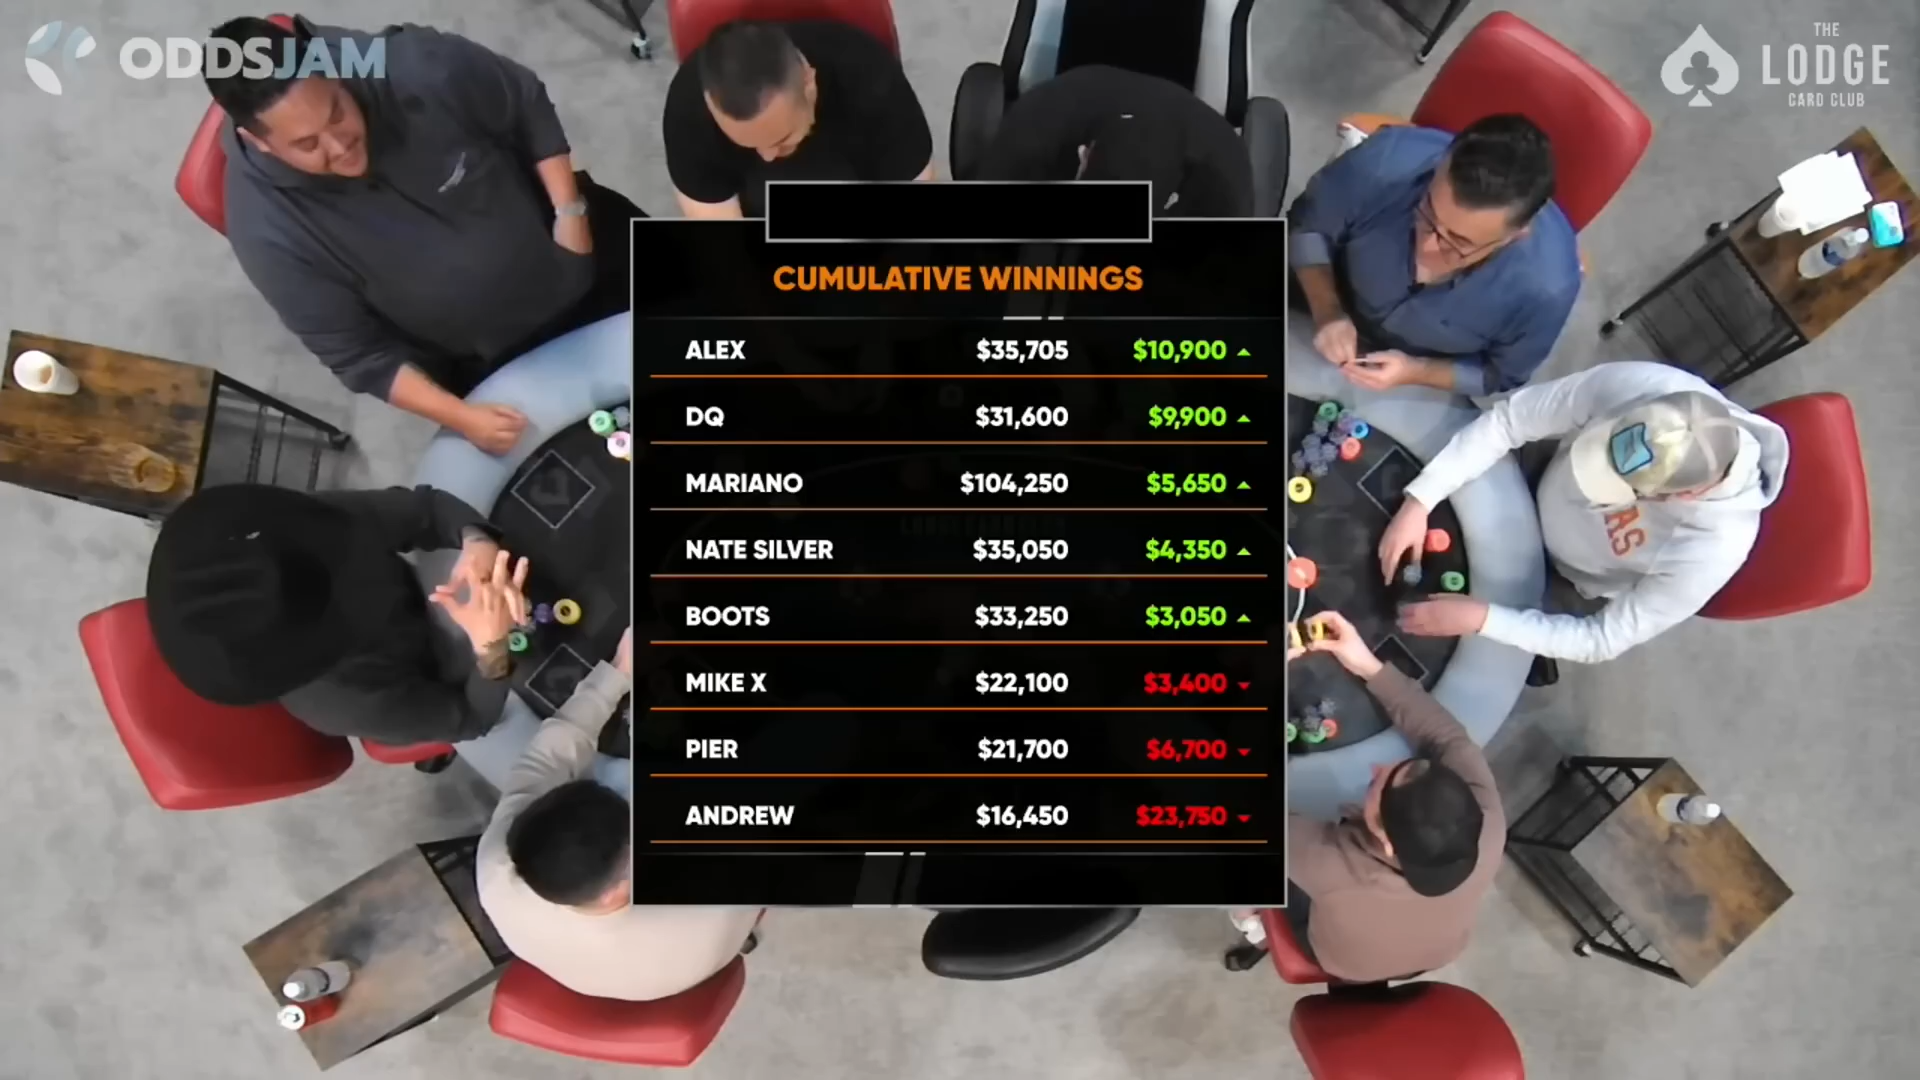 ODDSJAM
THE
LODGE
CARD CLUB
CUMULATIVE WINNINGS
ALEX $35,705 $10,900
DQ $31,600 $9,900
MARIANO $104,250 $5,650
NATE SILVER $35,050 $4,350
BOOTS $33,250 $3,050
MIKE X $22,100 $3,400
PIER $21,700 $6,700
ANDREW $16,450 $23,750